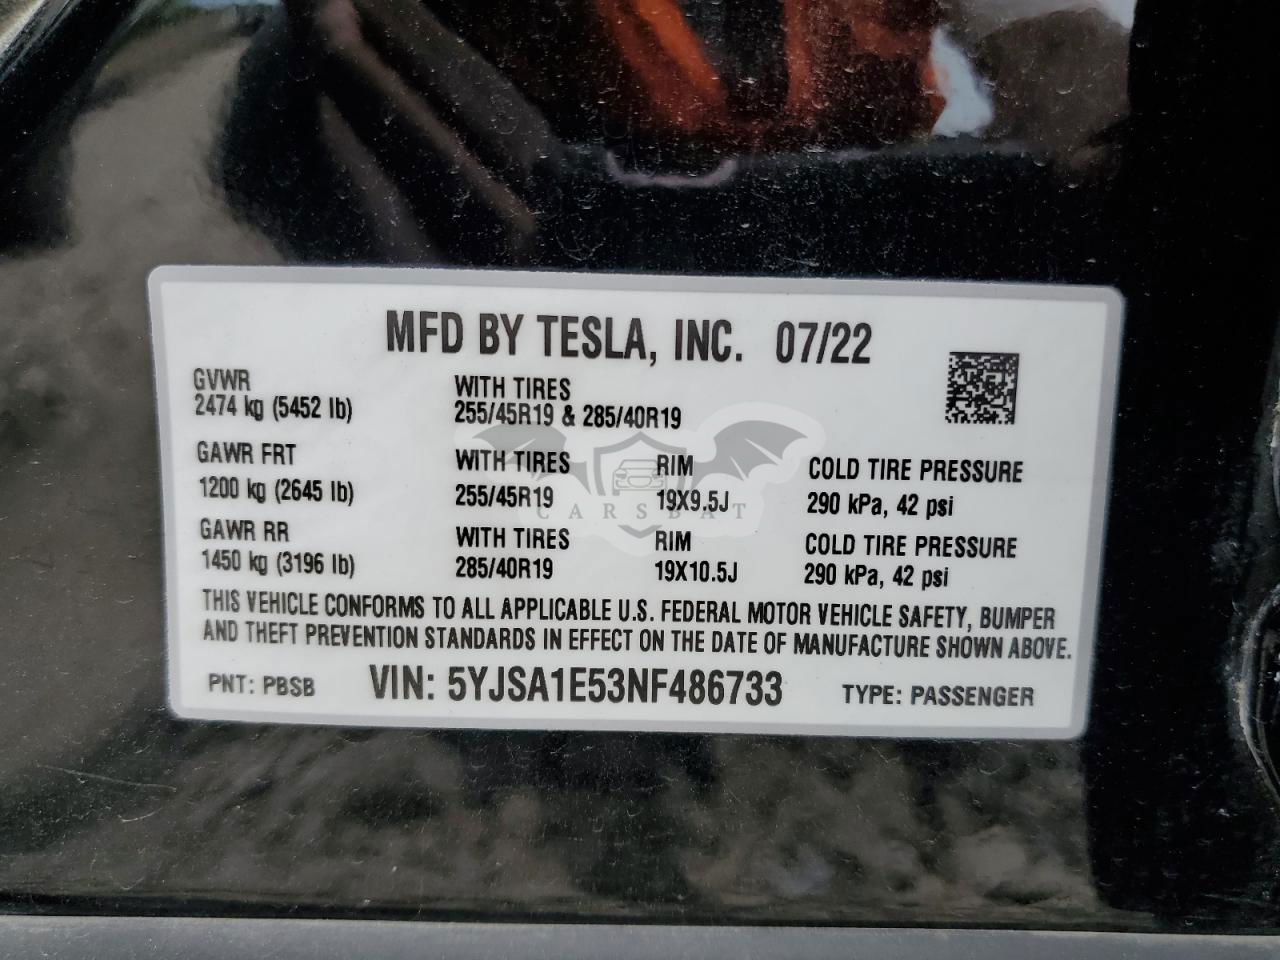 MFD BY TESLA, INC. 07/22
GVWR
2474 kg (5452 lb)
WITH TIRES
255/45R19 & 285/40R19
GAWR FRT
1200 kg (2645 lb)
WITH TIRES
255/45R19
RIM
19X9.5J
COLD TIRE PRESSURE
290 kPa, 42 psi
GAWR RR
1450 kg (3196 lb)
WITH TIRES
285/40R19
RIM
19X10.5J
COLD TIRE PRESSURE
290 kPa, 42 psi
THIS VEHICLE CONFORMS TO ALL APPLICABLE U.S. FEDERAL MOTOR VEHICLE SAFETY, BUMPER
AND THEFT PREVENTION STANDARDS IN EFFECT ON THE DATE OF MANUFACTURE SHOWN ABOVE.
PNT: PBSB VIN: 5YJSA1E53NF486733 TYPE: PASSENGER
CARSBAT